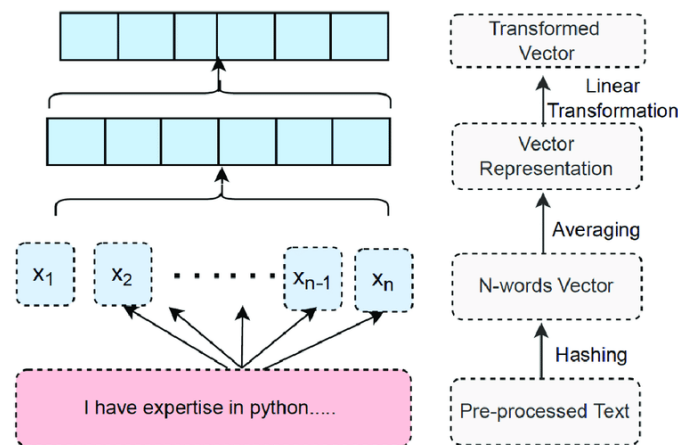 Transformed
Vector
Linear
Transformation
Vector
Representation
Averaging
x1
x2
......
xn-1
xn
N-words Vector
Hashing
I have expertise in python.....
Pre-processed Text